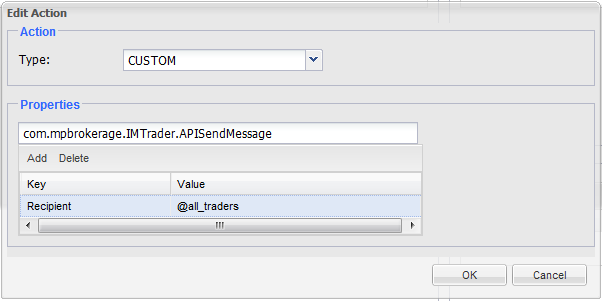 Edit Action
Action
Type: CUSTOM
Properties
com.mpbrokerage.IMTrader.APISendMessage
Add Delete
Key Value
Recipient @all_traders
OK Cancel